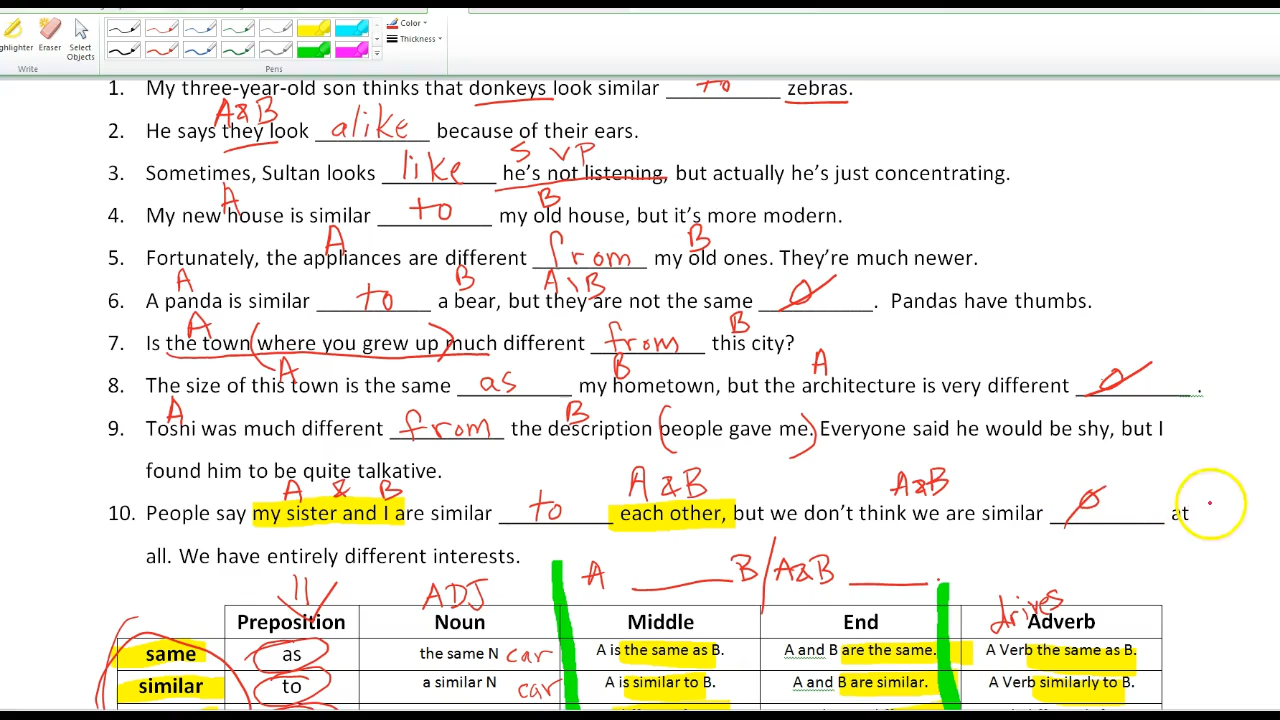 Highlighter Eraser Select Objects Color Thickness
Write Pens
1. My three-year-old son thinks that donkeys look similar to zebras.
A&B
2. He says they look alike because of their ears.
S VP
3. Sometimes, Sultan looks like he's not listening, but actually he's just concentrating.
A B
4. My new house is similar to my old house, but it's more modern.
A B
5. Fortunately, the appliances are different from my old ones. They're much newer.
A B A\B
6. A panda is similar to a bear, but they are not the same ∅. Pandas have thumbs.
A B
7. Is the town (where you grew up) much different from this city?
A B A
8. The size of this town is the same as my hometown, but the architecture is very different ∅.
A B
9. Toshi was much different from the description (people gave me.) Everyone said he would be shy, but I
found him to be quite talkative.
A & B A&B A&B
10. People say my sister and I are similar to each other, but we don't think we are similar ∅ at
all. We have entirely different interests.
A ____ B/A&B ____.
ADJ drives
Preposition Noun Middle End Adverb
same as the same N car A is the same as B. A and B are the same. A Verb the same as B.
similar to a similar N car A is similar to B. A and B are similar. A Verb similarly to B.